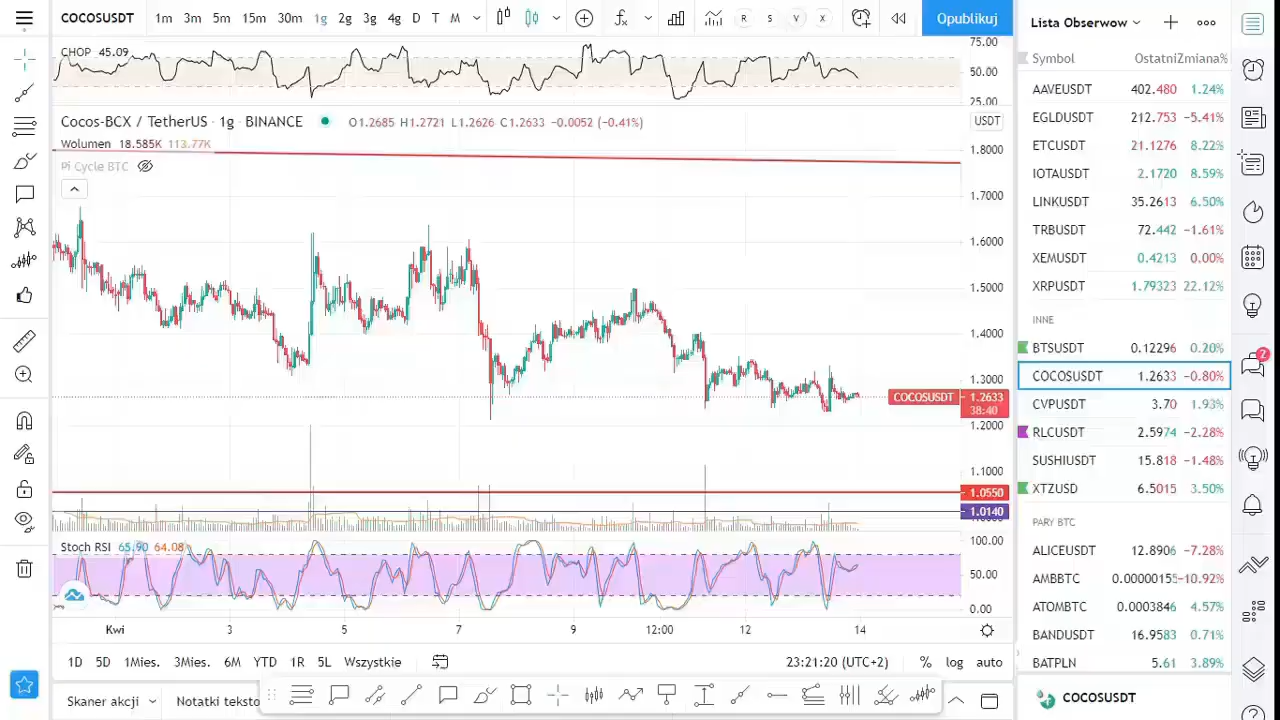 COCOSUSDT 1m 3m 5m 15m 30m 1g 2g 3g 4g D T M R S V X Opublikuj
CHOP 45.09
75.00
50.00
25.00
Cocos-BCX / TetherUS · 1g · BINANCE O1.2685 H1.2721 L1.2626 C1.2633 −0.0052 (−0.41%)
USDT
Wolumen 18.585K 113.77K
Pi Cycle BTC
1.8000
1.7000
1.6000
1.5000
1.4000
1.3000
COCOSUSDT 1.2633
38:40
1.2000
1.1000
1.0550
1.0140
Stoch RSI 65.90 64.08
100.00
50.00
0.00
Kwi 3 5 7 9 12:00 12 14
1D 5D 1Mies. 3Mies. 6M YTD 1R 5L Wszystkie 23:21:20 (UTC+2) % log auto
Skaner akcji Notatki teksto
Lista Obserwow
Symbol Ostatni Zmiana%
AAVEUSDT 402.480 1.24%
EGLDUSDT 212.753 −5.41%
ETCUSDT 21.1276 8.22%
IOTAUSDT 2.1720 8.59%
LINKUSDT 35.2613 6.50%
TRBUSDT 72.442 −1.61%
XEMUSDT 0.4213 0.00%
XRPUSDT 1.79323 22.12%
INNE
BTSUSDT 0.12296 0.20%
COCOSUSDT 1.2633 −0.80%
CVPUSDT 3.70 1.93%
RLCUSDT 2.5974 −2.28%
SUSHIUSDT 15.818 −1.48%
XTZUSD 6.5015 3.50%
PARY BTC
ALICEUSDT 12.8906 −7.28%
AMBBTC 0.0000015 −10.92%
ATOMBTC 0.0003846 4.57%
BANDUSDT 16.9583 0.71%
BATPLN 5.61 3.89%
COCOSUSDT
2